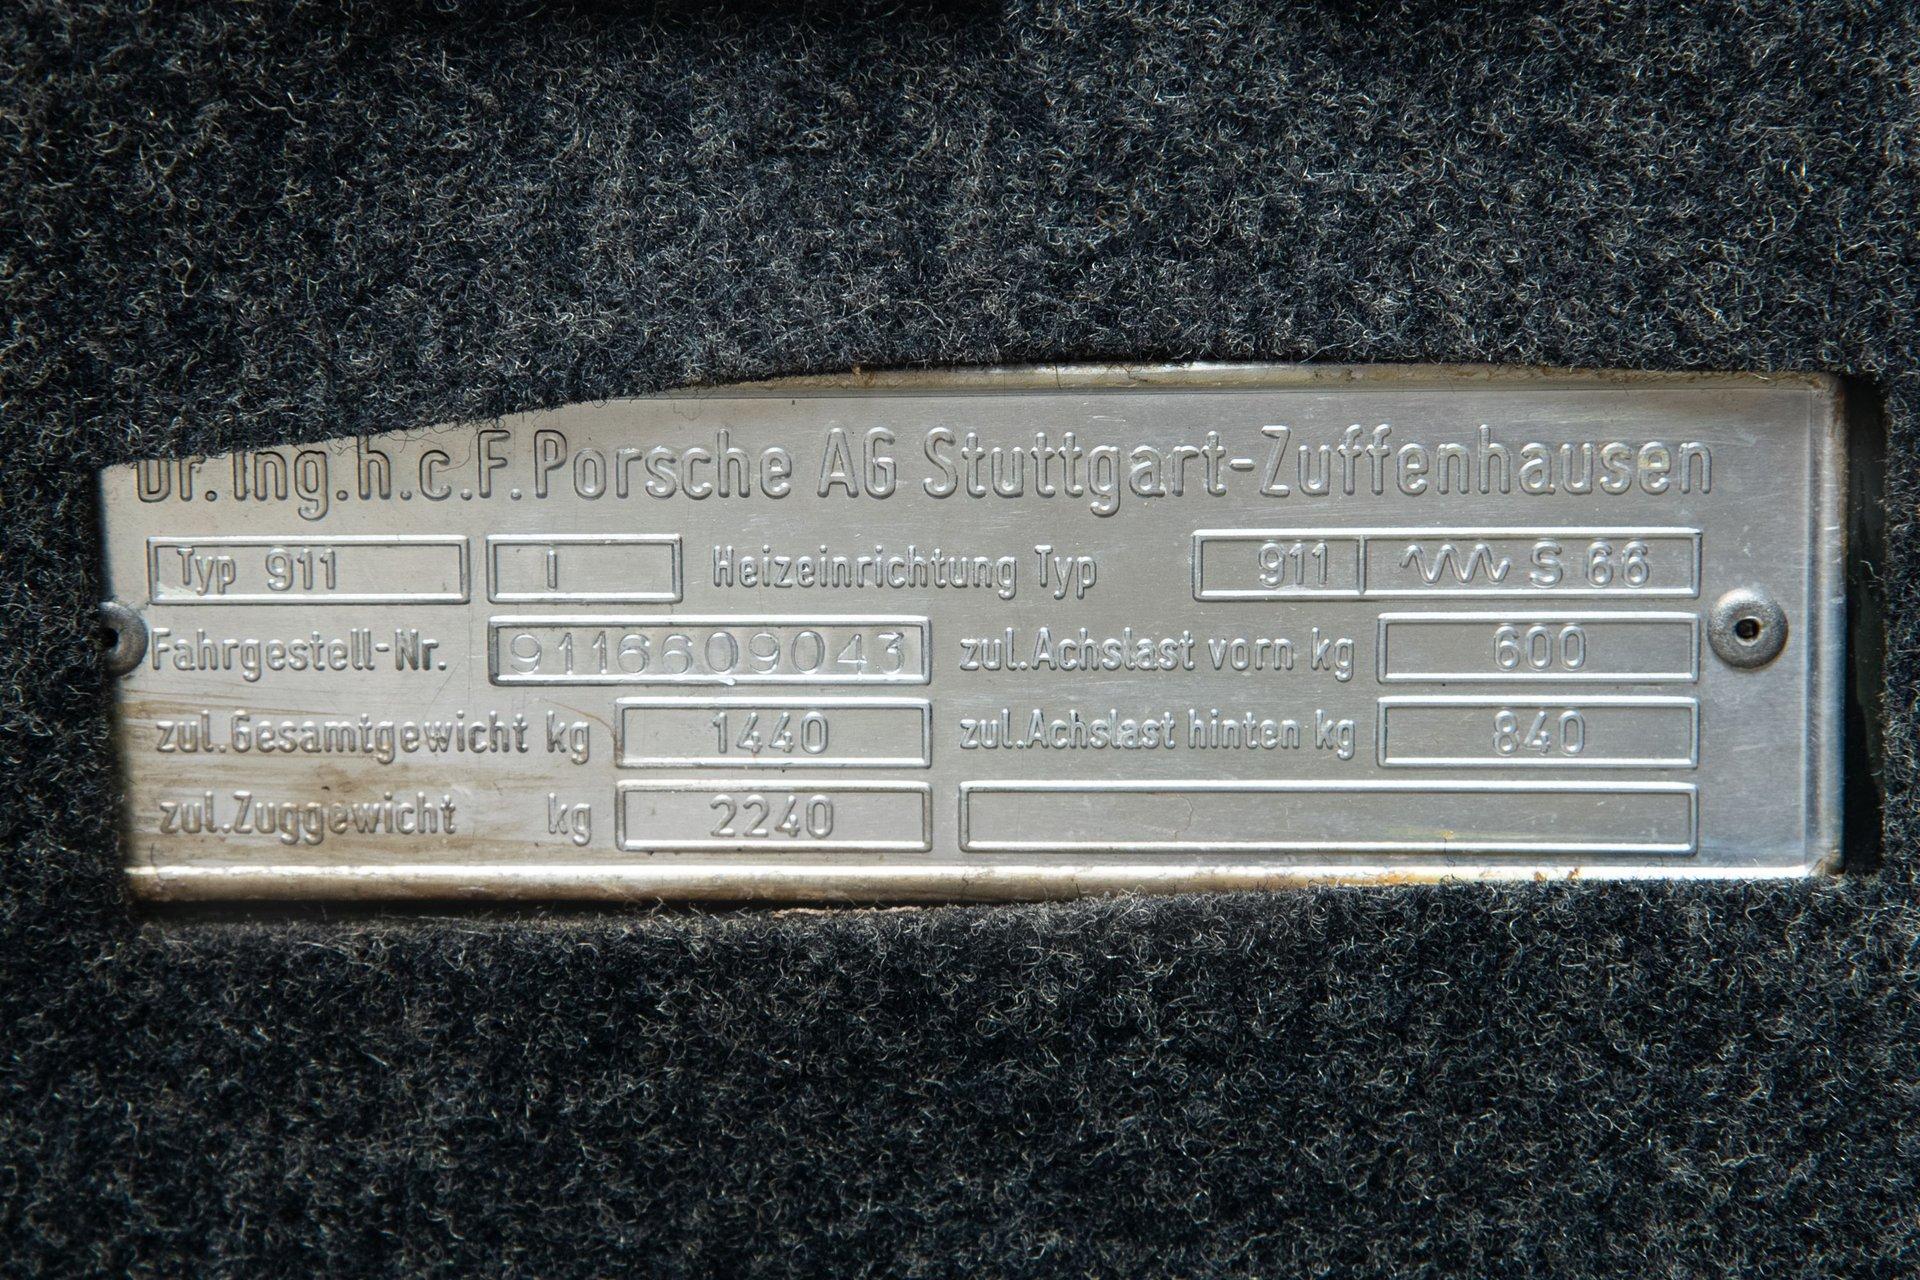 Dr. Ing. h.c. F. Porsche AG Stuttgart-Zuffenhausen
Typ 911 I Heizeinrichtung Typ 911 S 66
Fahrgestell-Nr. 9116609043 zul. Achslast vorn kg 600
zul. Gesamtgewicht kg 1440 zul. Achslast hinten kg 840
zul. Zuggewicht kg 2240